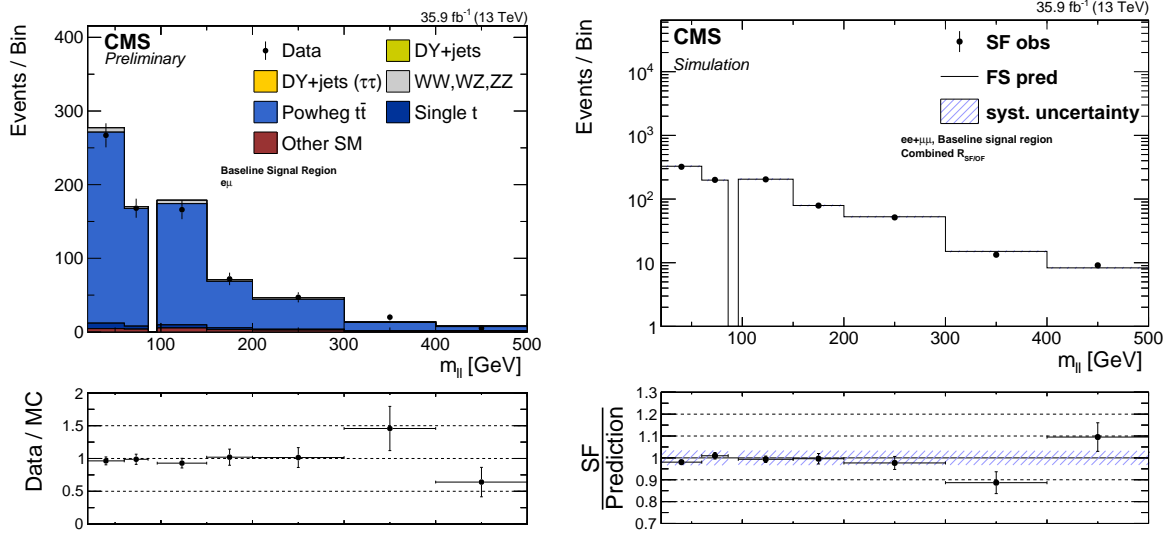 35.9 fb⁻¹ (13 TeV)
CMS
Preliminary
Data
DY+jets
DY+jets (ττ)
WW,WZ,ZZ
Powheg tt̄
Single t
Other SM
Baseline Signal Region
eμ
Events / Bin
400
300
200
100
0
100 200 300 400 500
m_ll [GeV]
Data / MC
2
1.5
1
0.5
0
35.9 fb⁻¹ (13 TeV)
CMS
Simulation
SF obs
FS pred
syst. uncertainty
ee+μμ, Baseline signal region
Combined R_SF/OF
Events / Bin
10⁴
10³
10²
10
1
100 200 300 400 500
m_ll [GeV]
SF
Prediction
1.3
1.2
1.1
1
0.9
0.8
0.7